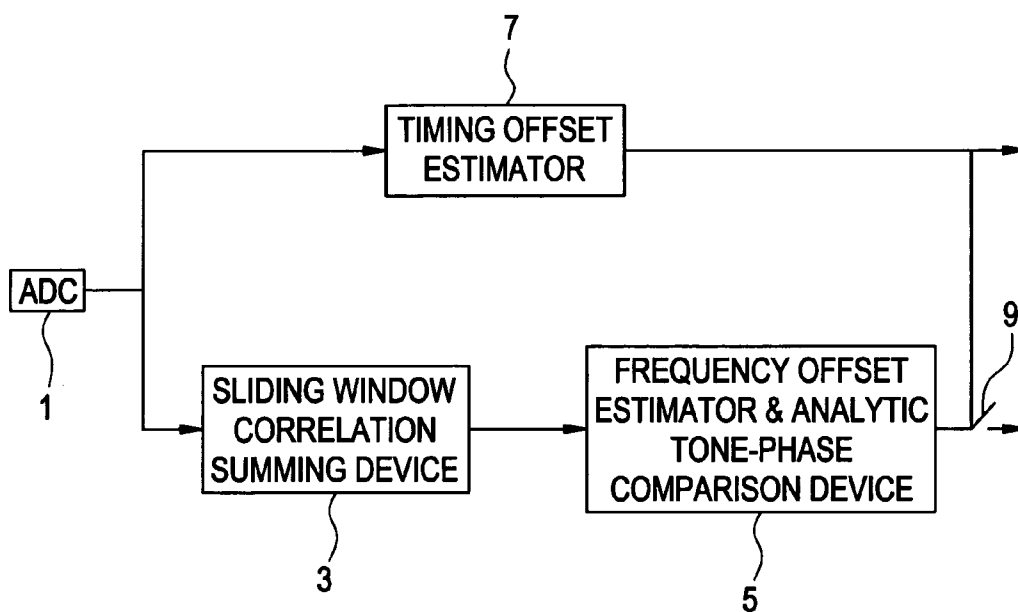 7
TIMING OFFSET
ESTIMATOR
ADC
1
SLIDING WINDOW
CORRELATION
SUMMING DEVICE
3
FREQUENCY OFFSET
ESTIMATOR & ANALYTIC
TONE-PHASE
COMPARISON DEVICE
5
9